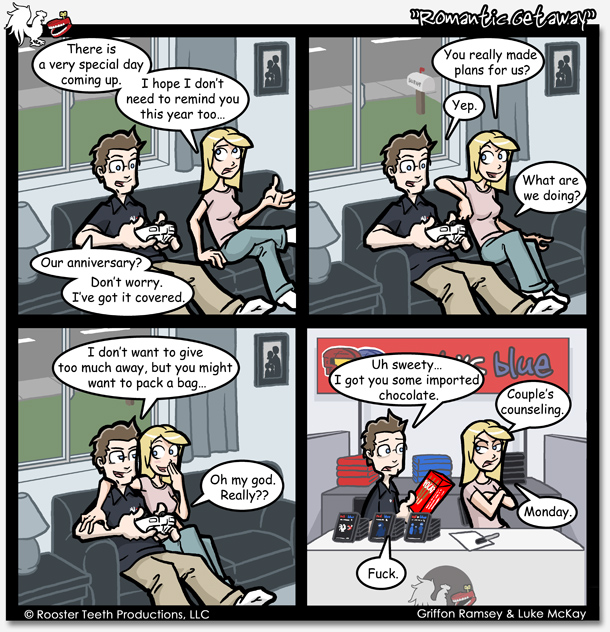 "Romantic Getaway"
There is
a very special day
coming up.
I hope I don't
need to remind you
this year too...
Our anniversary?
Don't worry.
I've got it covered.
You really made
plans for us?
Yep.
What are
we doing?
I don't want to give
too much away, but you might
want to pack a bag...
Oh my god.
Really??
blue
Uh sweety...
I got you some imported
chocolate.
Couple's
counseling.
Monday.
Fuck.
© Rooster Teeth Productions, LLC
Griffon Ramsey & Luke McKay